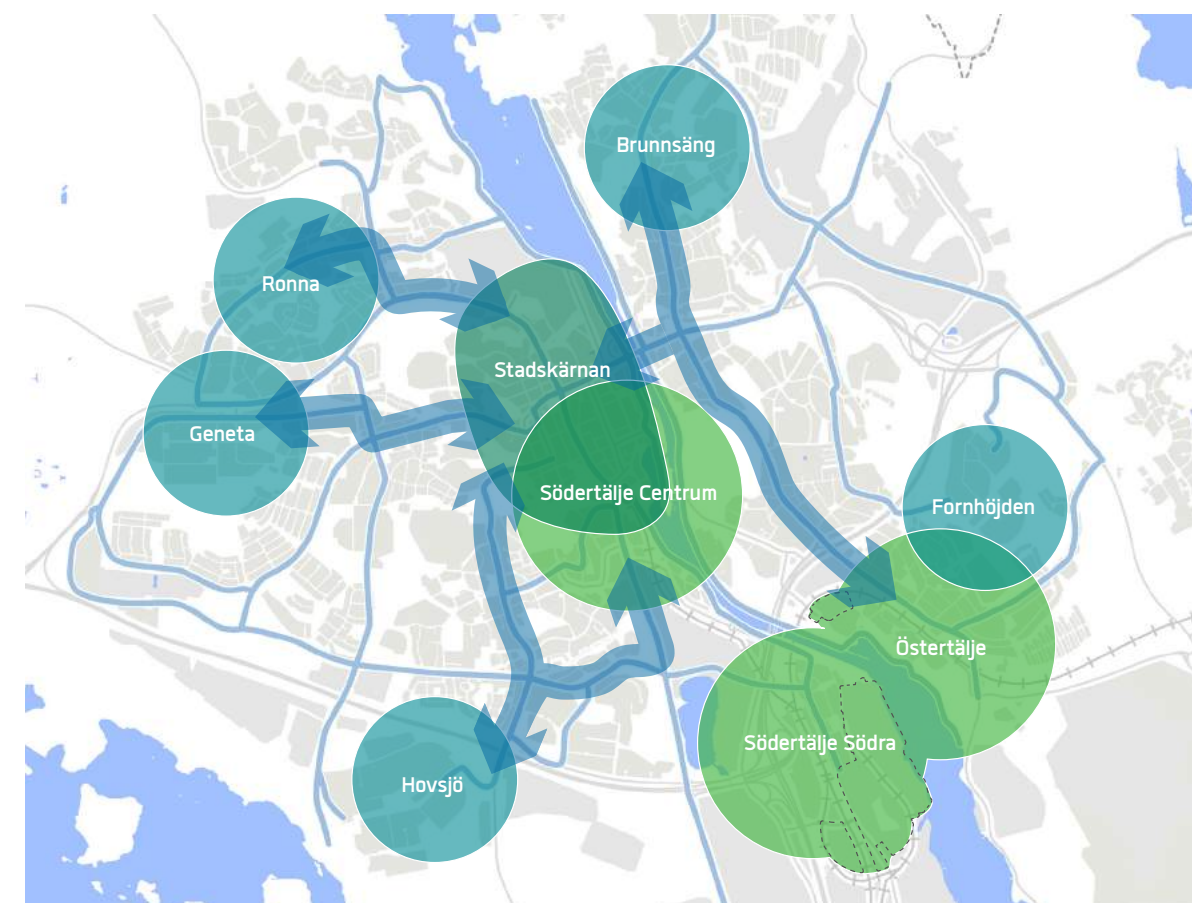 Brunnsäng
Ronna
Stadskärnan
Geneta
Södertälje Centrum
Fornhöjden
Östertälje
Södertälje Södra
Hovsjö